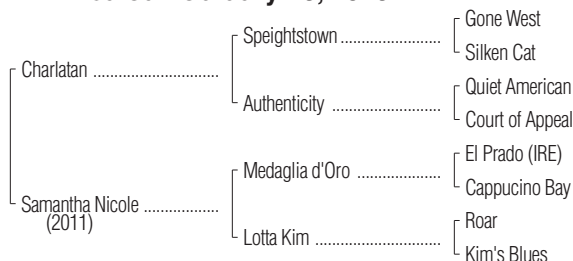 Gone West
Speightstown
Silken Cat
Charlatan
Quiet American
Authenticity
Court of Appeal
El Prado (IRE)
Medaglia d'Oro
Cappucino Bay
Samantha Nicole
(2011)
Roar
Lotta Kim
Kim's Blues